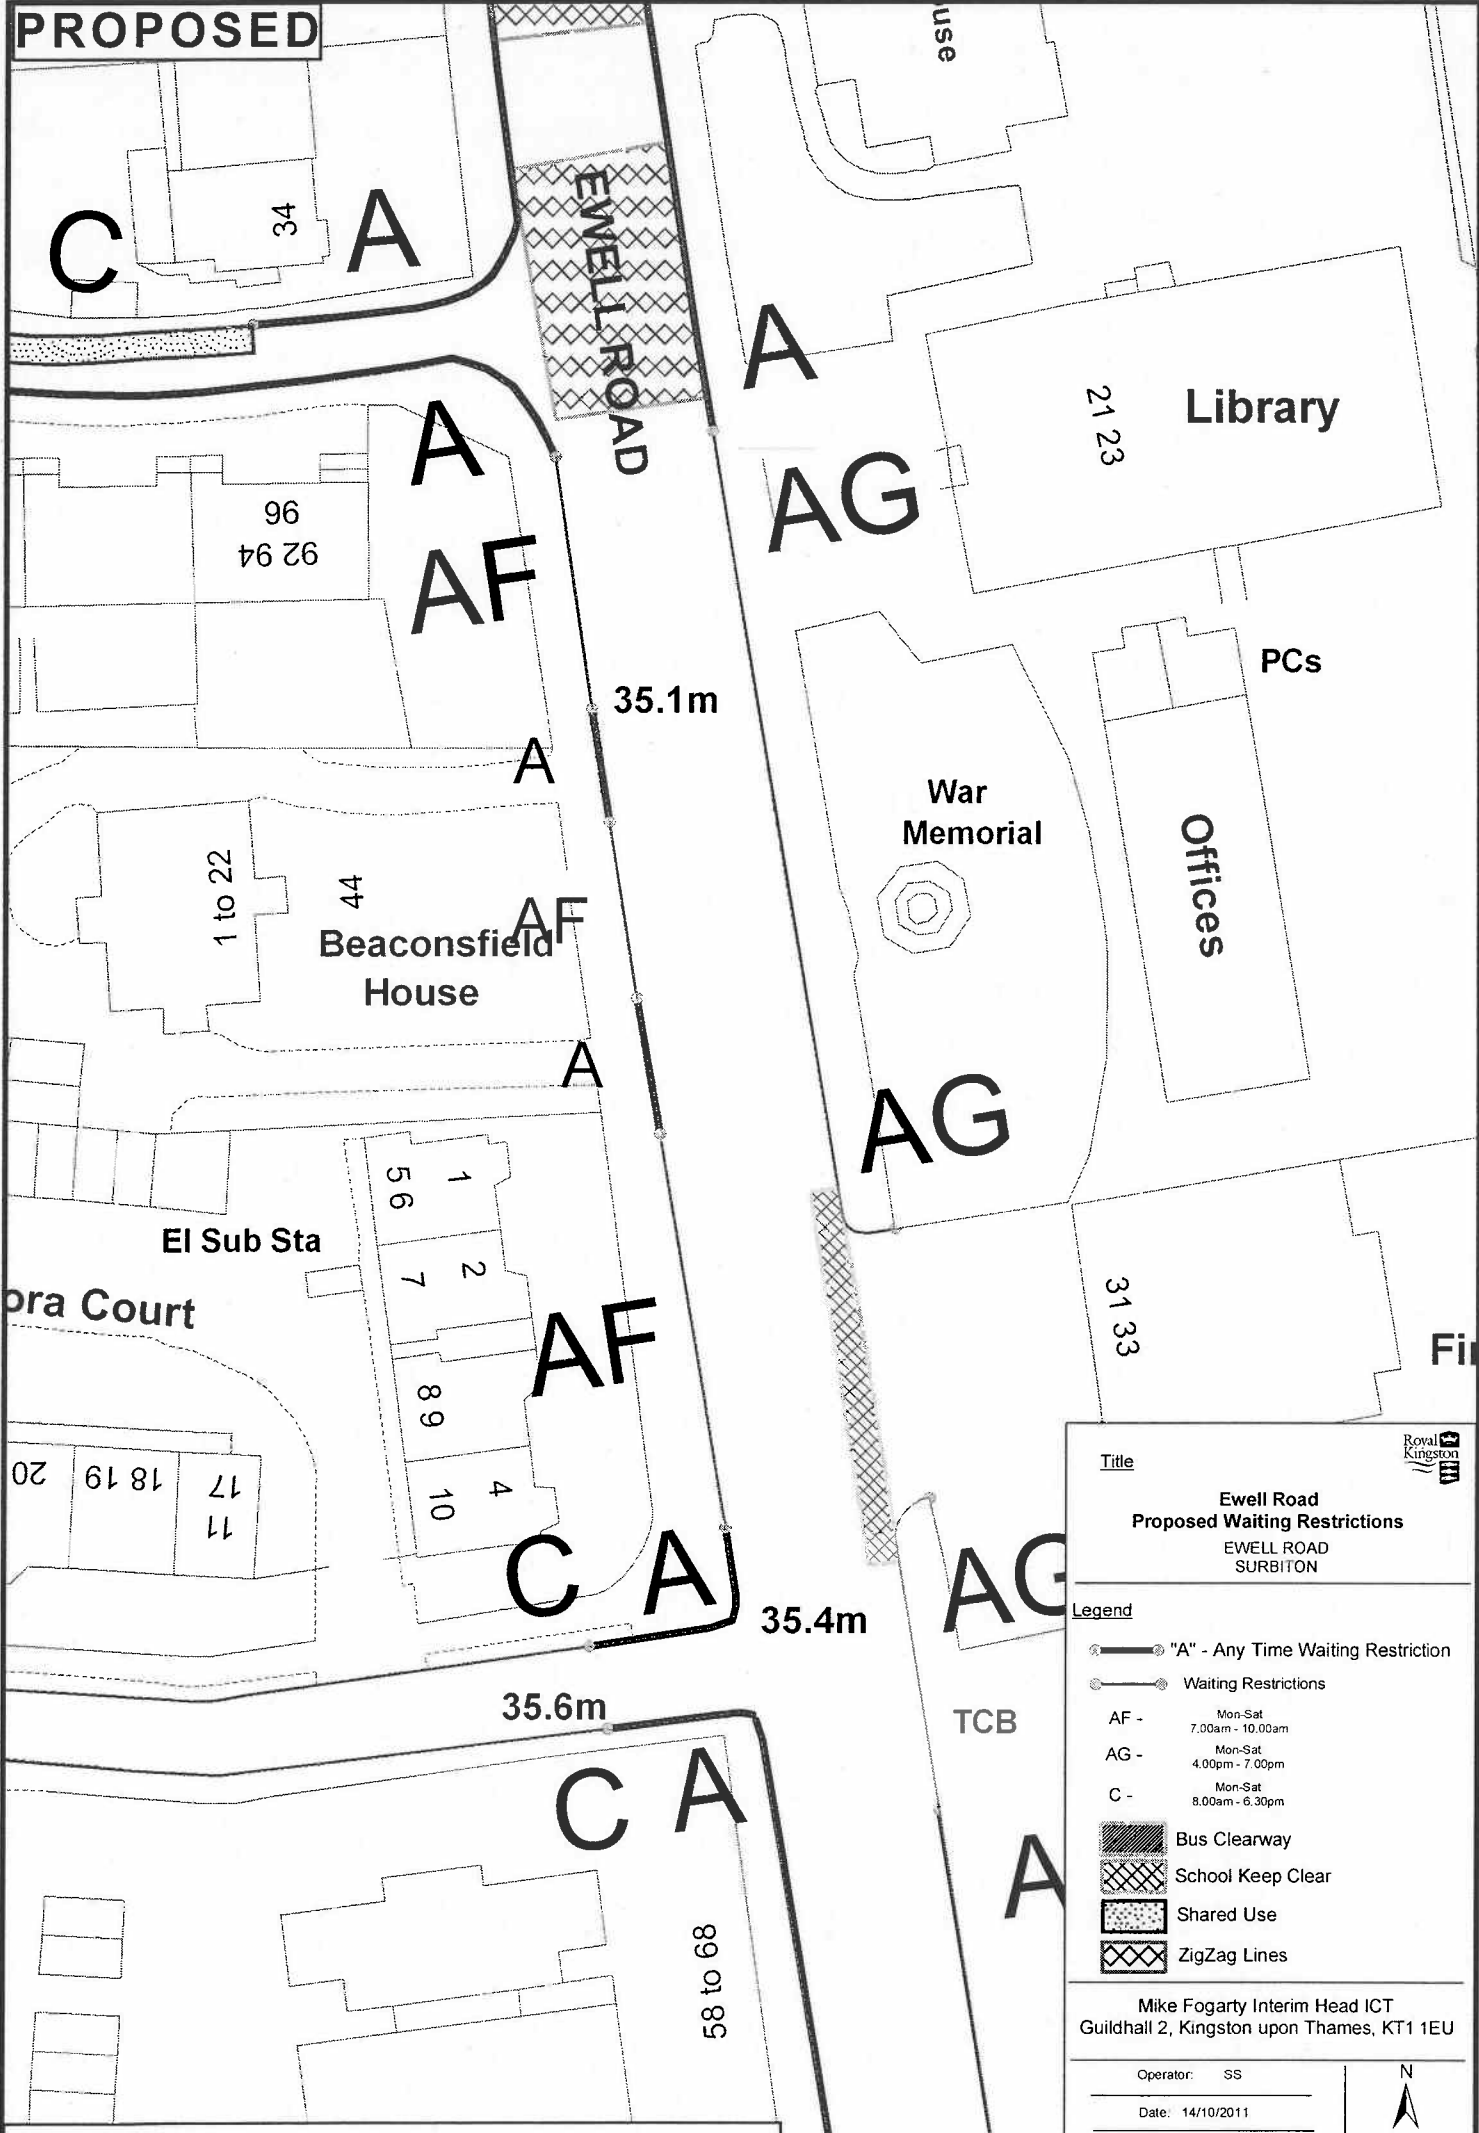 PROPOSED
use
C
34
A
EWELL ROAD
A
A
AG
21 23
Library
96
92 94
AF
35.1m
PCs
A
War
Memorial
Offices
1 to 22
44
AF
Beaconsfield
House
A
AG
5 6
1
El Sub Sta
7
2
ora Court
AF
31 33
8 9
20
18 19
17
11
10
4
C
A
35.4m
AG
35.6m
TCB
C
A
A
58 to 68
Title
Royal
Kingston
Ewell Road
Proposed Waiting Restrictions
EWELL ROAD
SURBITON
Legend
"A" - Any Time Waiting Restriction
Waiting Restrictions
AF - Mon-Sat
7.00am - 10.00am
AG - Mon-Sat
4.00pm - 7.00pm
C - Mon-Sat
8.00am - 6.30pm
Bus Clearway
School Keep Clear
Shared Use
ZigZag Lines
Mike Fogarty Interim Head ICT
Guildhall 2, Kingston upon Thames, KT1 1EU
Operator: SS
Date: 14/10/2011
N